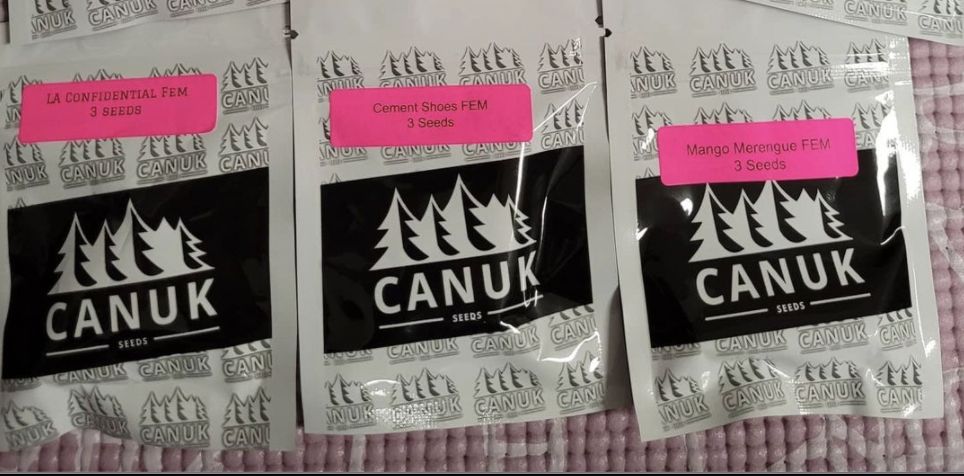 LA CONFIDENTIAL FEM
3 SEEDS
CANUK
SEEDS
Cement Shoes FEM
3 Seeds
CANUK
SEEDS
Mango Merengue FEM
3 Seeds
CANUK
SEEDS